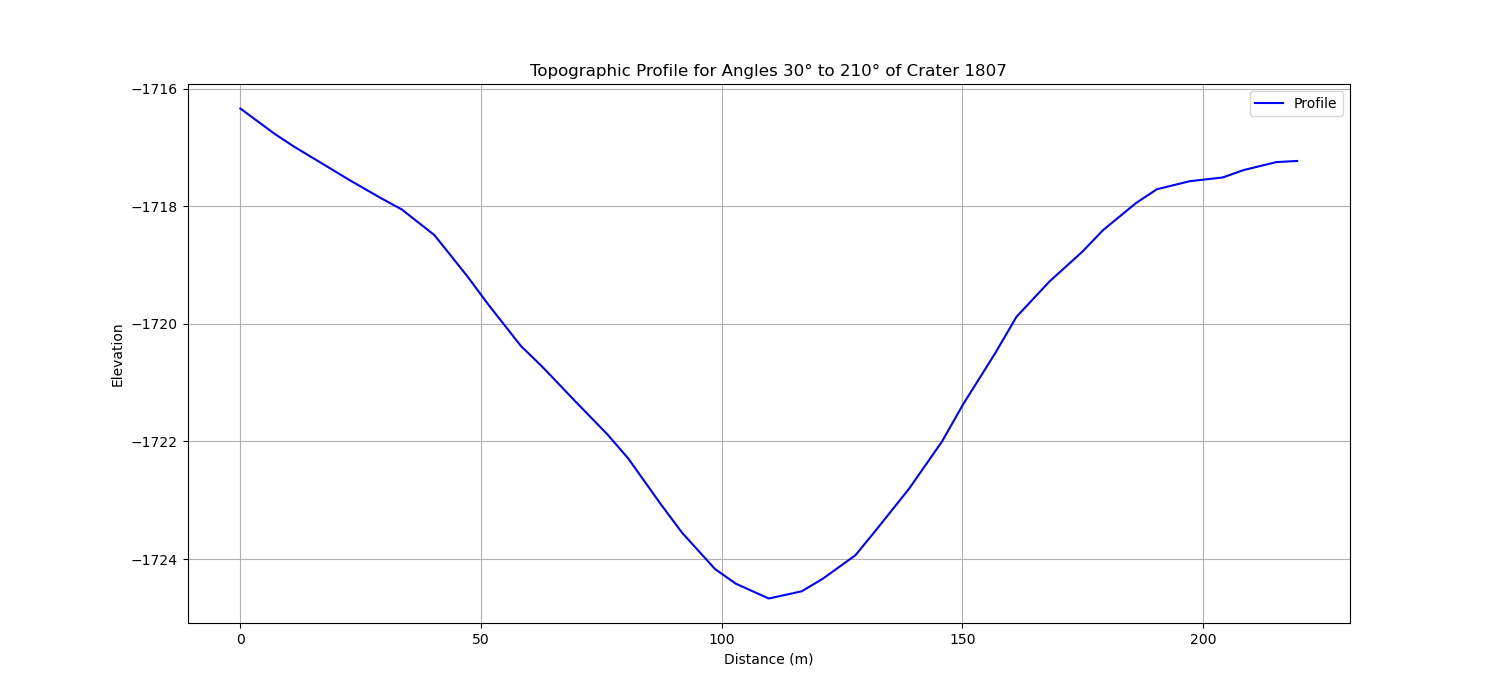 Topographic Profile for Angles 30° to 210° of Crater 1807
−1716
Profile
−1718
−1720
Elevation
−1722
−1724
0 50 100 150 200
Distance (m)